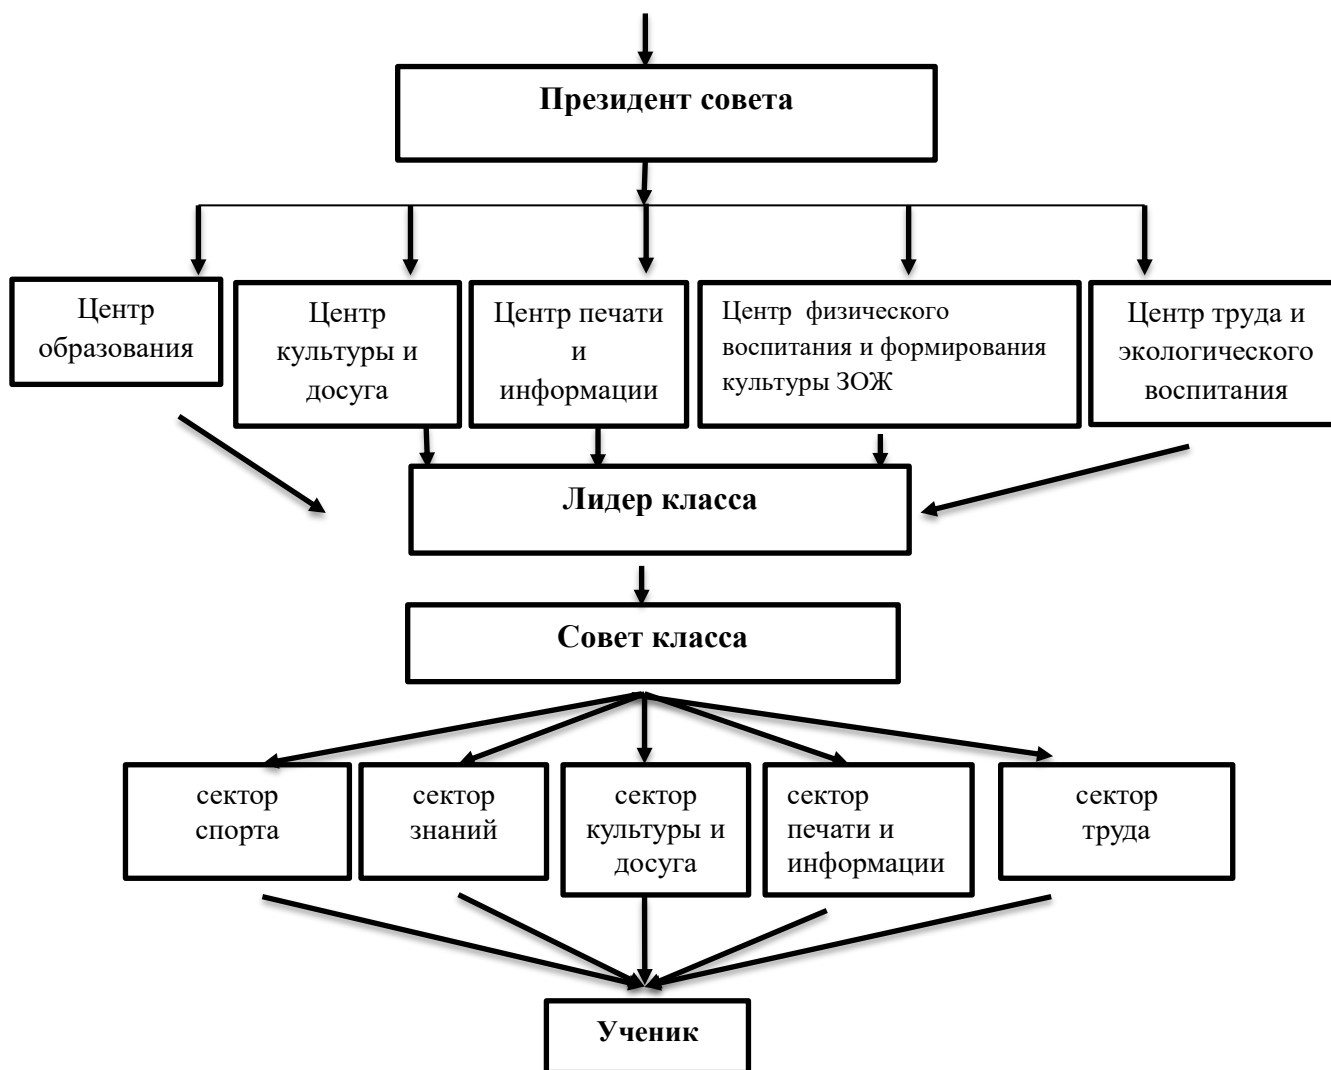 Президент совета
Центр
образования
Центр
культуры и
досуга
Центр печати
и
информации
Центр  физического
воспитания и формирования
культуры ЗОЖ
Центр труда и
экологического
воспитания
Лидер класса
Совет класса
сектор
спорта
сектор
знаний
сектор
культуры и
досуга
сектор
печати и
информации
сектор
труда
Ученик